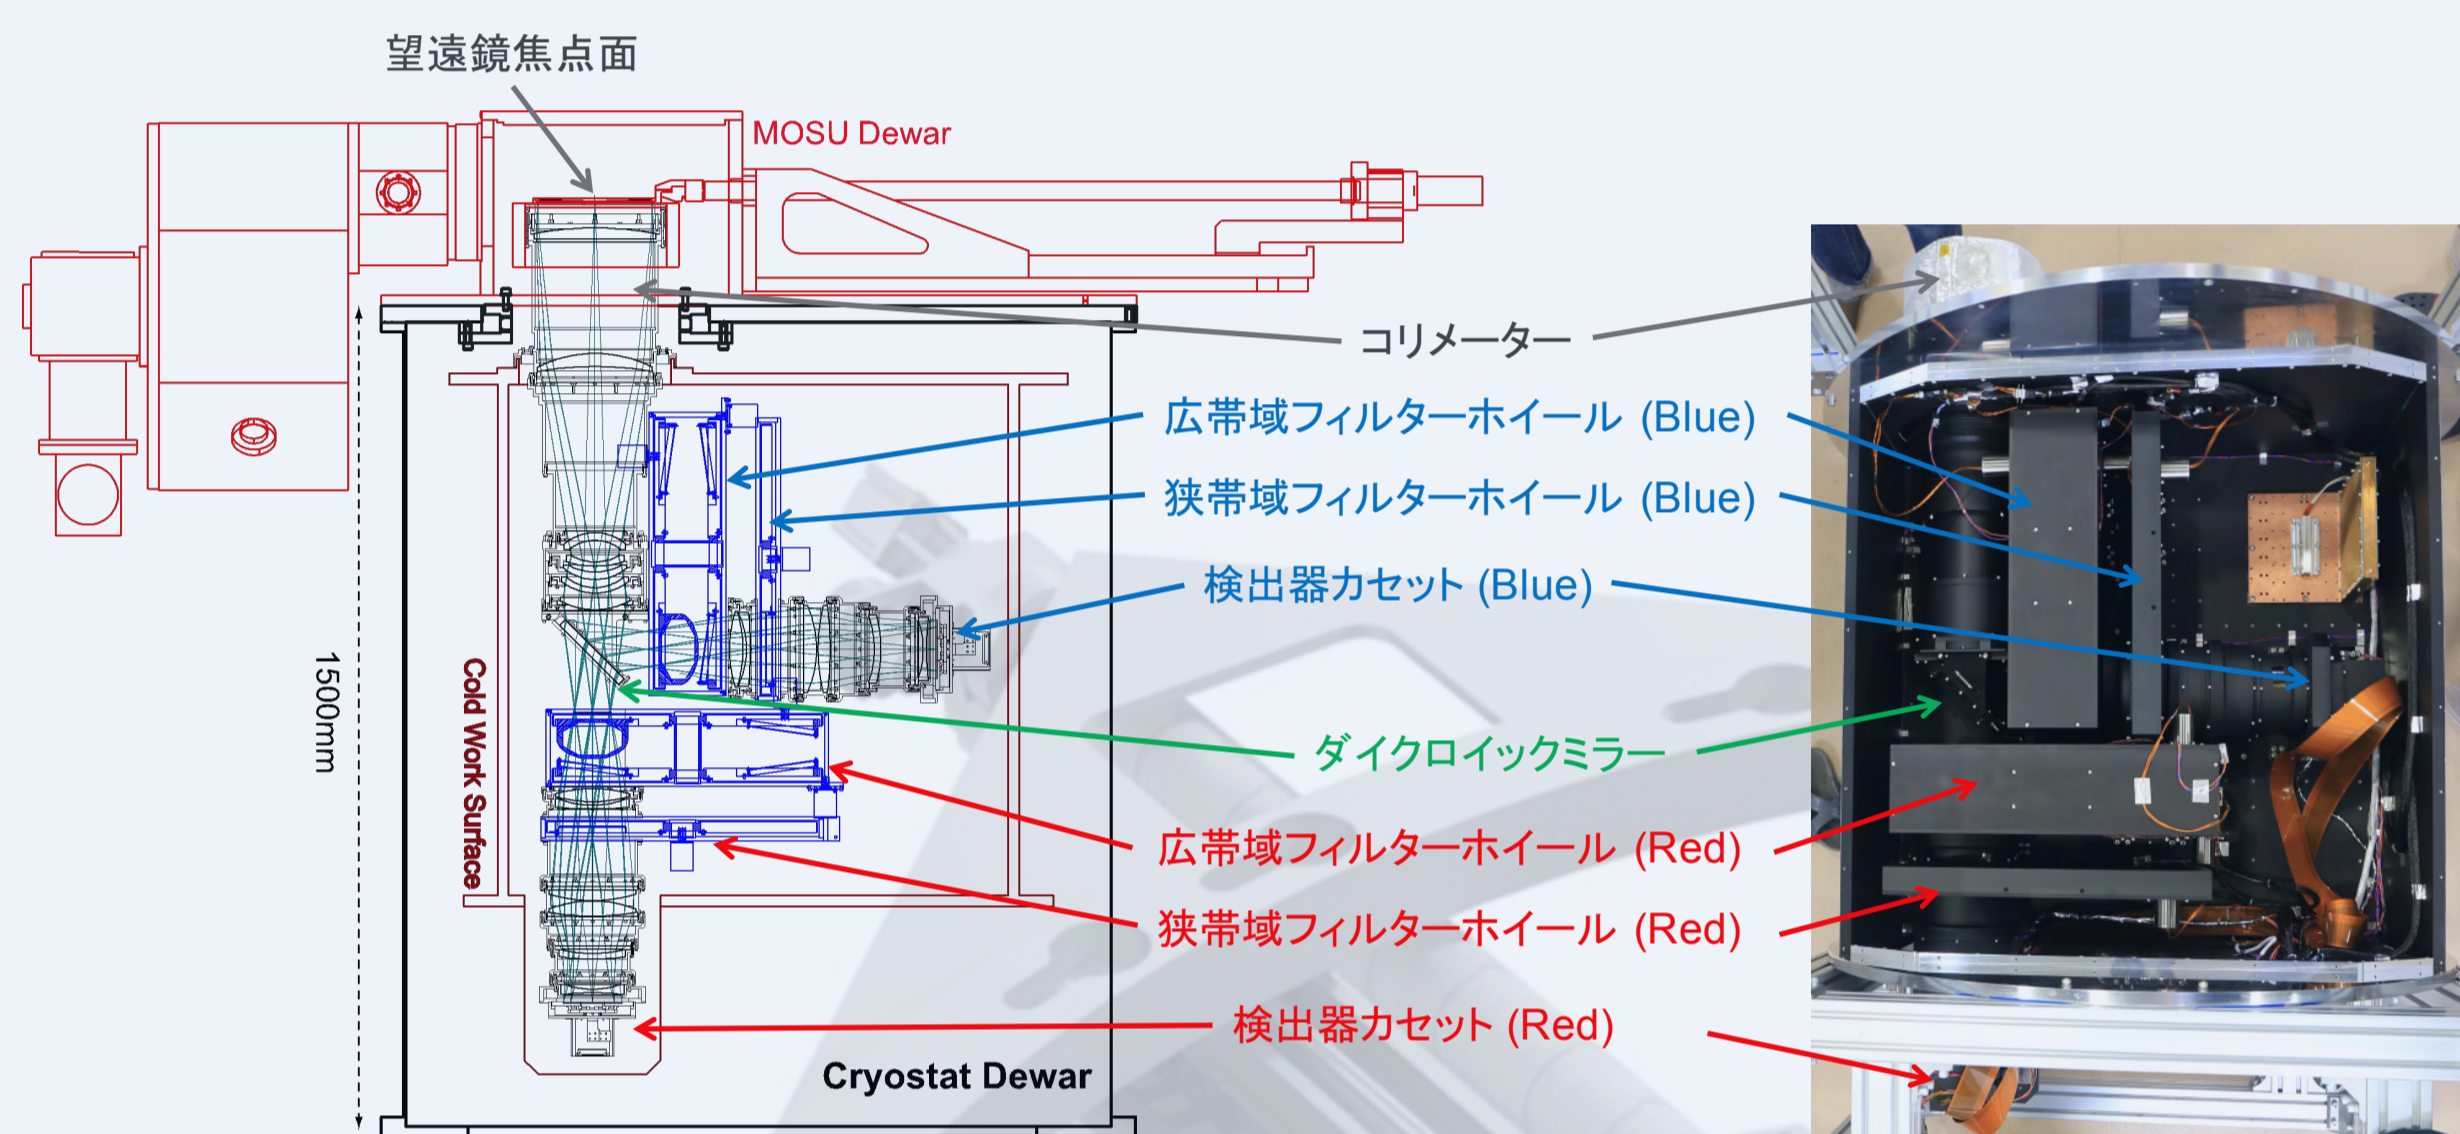 望遠鏡焦点面
MOSU Dewar
コリメーター
広帯域フィルターホイール (Blue)
狭帯域フィルターホイール (Blue)
検出器カセット (Blue)
ダイクロイックミラー
広帯域フィルターホイール (Red)
狭帯域フィルターホイール (Red)
検出器カセット (Red)
1500mm
Cold Work Surface
Cryostat Dewar